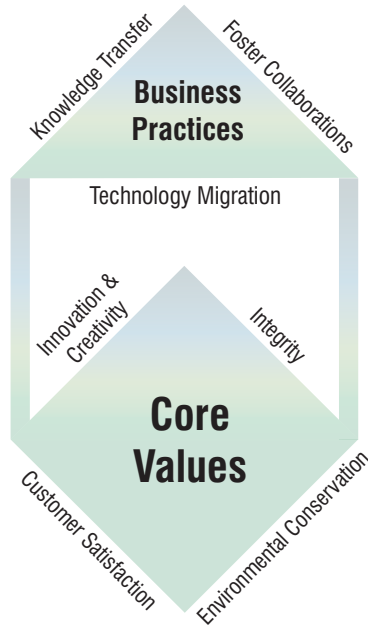 Knowledge Transfer
Foster Collaborations
Business
Practices
Technology Migration
Innovation &
Creativity
Integrity
Core
Values
Customer Satisfaction
Environmental Conservation